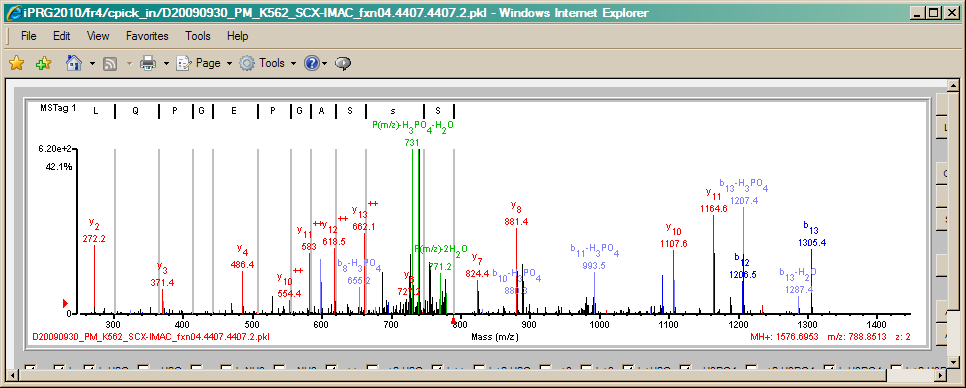 iPRG2010/fr4/cpick_in/D20090930_PM_K562_SCX-IMAC_fxn04.4407.4407.2.pkl - Windows Internet Explorer
File Edit View Favorites Tools Help
Page Tools
MSTag 1 L Q P G E P G A S s S
P(m/z)-H3PO4-H2O
731
6.20e+2
42.1%
b13-H3PO4
1207.4
y11
1164.6
y13 ++
662.1
y8
881.4
y2
272.2
y11 ++
583
y12 ++
618.5
b13
1305.4
y10
1107.6
P(m/z)-2H2O
771.2
b11-H3PO4
993.5
y3
371.4
y5
486.4
b8-H3PO4
655.2
y7
824.4
b12
1206.5
y10 ++
554.4
b10-H3PO4
b13-H2O
1287.4
0
300 400 500 600 700 800 900 1000 1100 1200 1300 1400
D20090930_PM_K562_SCX-IMAC_fxn04.4407.4407.2.pkl Mass (m/z) MH+: 1576.6953 m/z: 788.8513 z: 2